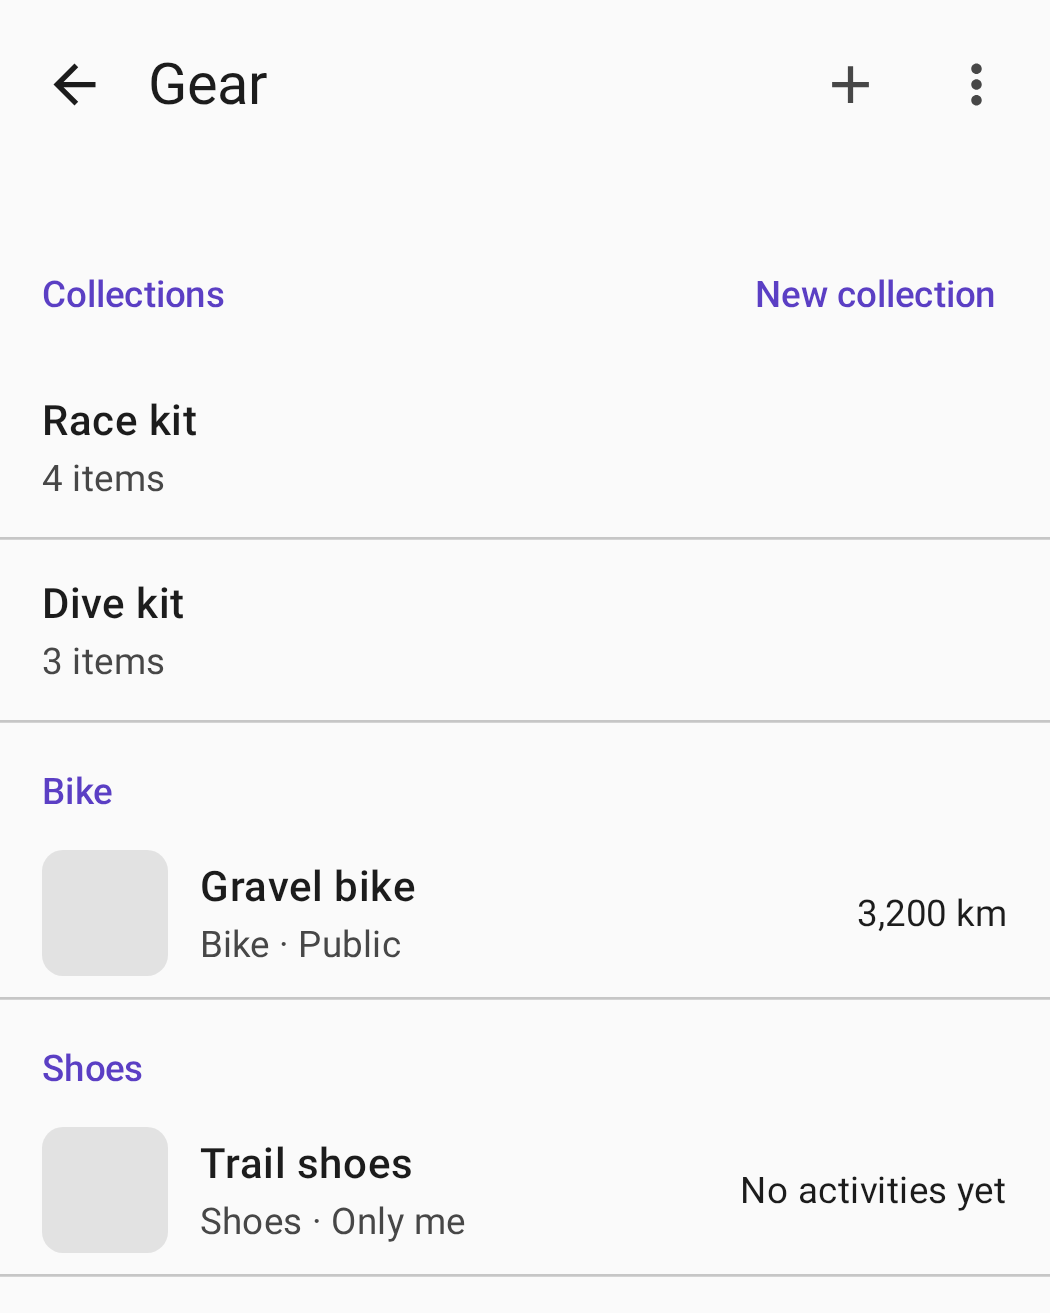 Gear
Collections
New collection
Race kit
4 items
Dive kit
3 items
Bike
Gravel bike
Bike · Public
3,200 km
Shoes
Trail shoes
Shoes · Only me
No activities yet